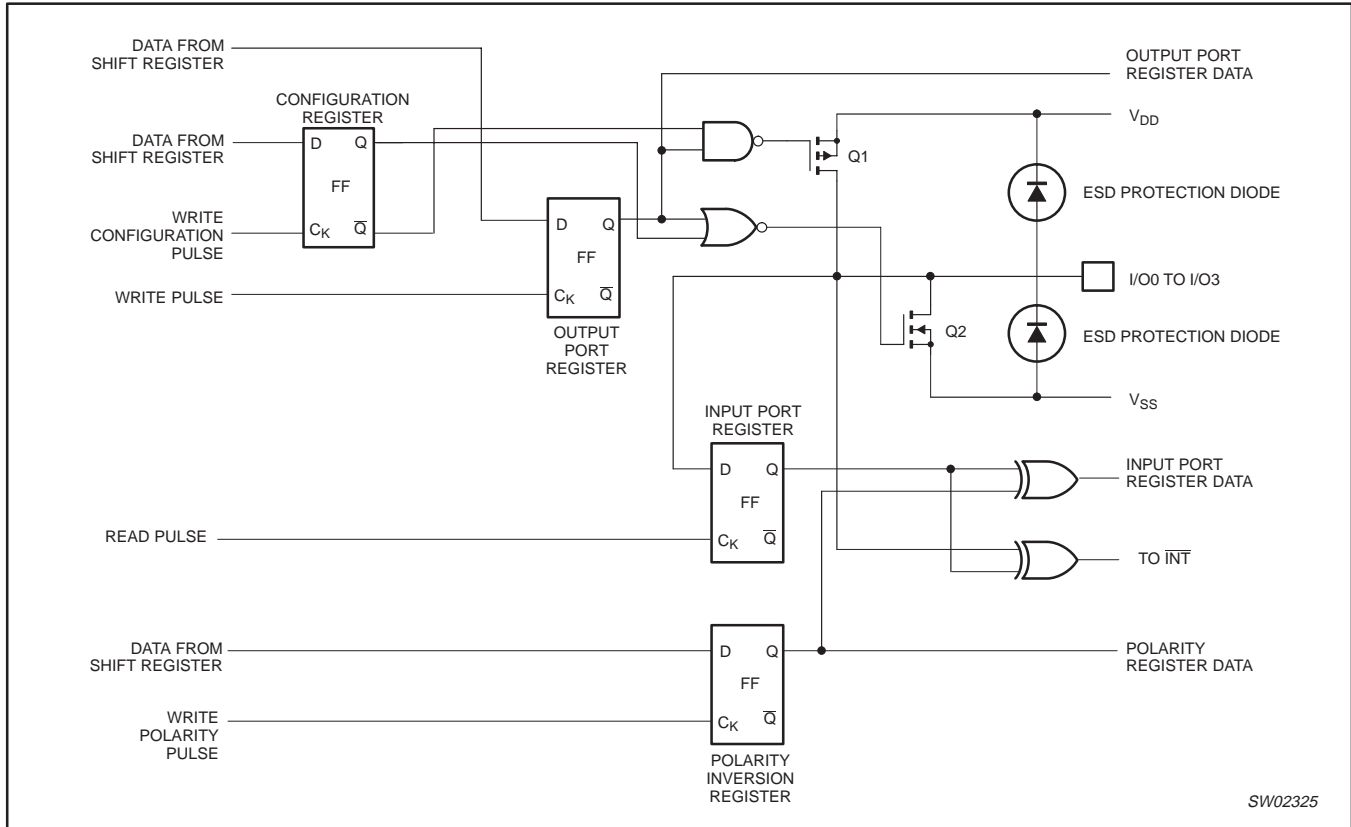 DATA FROM
SHIFT REGISTER
OUTPUT PORT
REGISTER DATA
CONFIGURATION
REGISTER
V_DD
DATA FROM
SHIFT REGISTER
D Q
Q1
FF
ESD PROTECTION DIODE
WRITE
CONFIGURATION
PULSE
C_K Q̅
D Q
FF
I/O0 TO I/O3
WRITE PULSE
C_K Q̅
Q2
ESD PROTECTION DIODE
OUTPUT
PORT
REGISTER
V_SS
INPUT PORT
REGISTER
D Q
INPUT PORT
REGISTER DATA
FF
READ PULSE
C_K Q̅
TO I̅N̅T̅
DATA FROM
SHIFT REGISTER
D Q
POLARITY
REGISTER DATA
FF
WRITE
POLARITY
PULSE
C_K Q̅
POLARITY
INVERSION
REGISTER
SW02325